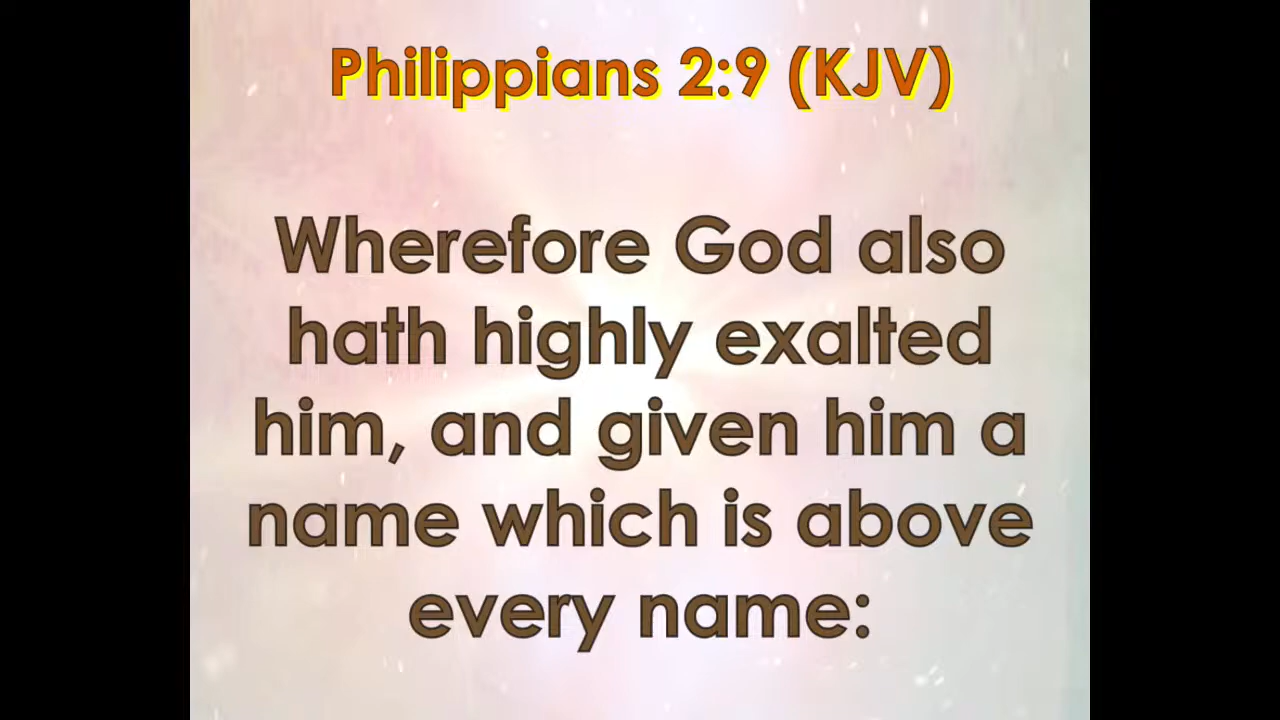 Philippians 2:9 (KJV)
Wherefore God also
hath highly exalted
him, and given him a
name which is above
every name: